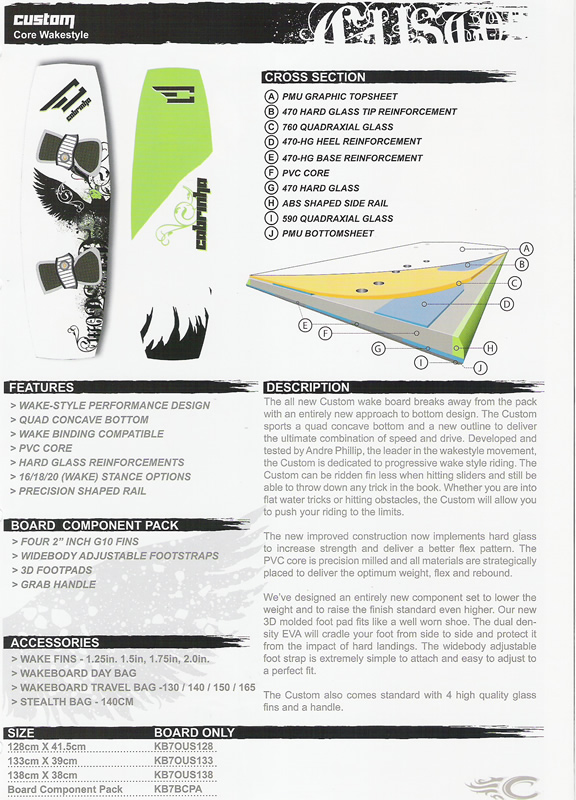 custom
Core Wakestyle
CUSTO
cabrinha
cabrinha
CROSS SECTION
A PMU GRAPHIC TOPSHEET
B 470 HARD GLASS TIP REINFORCEMENT
C 760 QUADRAXIAL GLASS
D 470-HG HEEL REINFORCEMENT
E 470-HG BASE REINFORCEMENT
F PVC CORE
G 470 HARD GLASS
H ABS SHAPED SIDE RAIL
I 590 QUADRAXIAL GLASS
J PMU BOTTOMSHEET
A
B
C
D
E
F
G
H
I
J
FEATURES
> WAKE-STYLE PERFORMANCE DESIGN
> QUAD CONCAVE BOTTOM
> WAKE BINDING COMPATIBLE
> PVC CORE
> HARD GLASS REINFORCEMENTS
> 16/18/20 (WAKE) STANCE OPTIONS
> PRECISION SHAPED RAIL
BOARD COMPONENT PACK
> FOUR 2” INCH G10 FINS
> WIDEBODY ADJUSTABLE FOOTSTRAPS
> 3D FOOTPADS
> GRAB HANDLE
ACCESSORIES
> WAKE FINS - 1.25in. 1.5in, 1.75in, 2.0in.
> WAKEBOARD DAY BAG
> WAKEBOARD TRAVEL BAG -130 / 140 / 150 / 165
> STEALTH BAG - 140CM
DESCRIPTION
The all new Custom wake board breaks away from the pack
with an entirely new approach to bottom design. The Custom
sports a quad concave bottom and a new outline to deliver
the ultimate combination of speed and drive. Developed and
tested by Andre Phillip, the leader in the wakestyle movement,
the Custom is dedicated to progressive wake style riding. The
Custom can be ridden fin less when hitting sliders and still be
able to throw down any trick in the book. Whether you are into
flat water tricks or hitting obstacles, the Custom will allow you
to push your riding to the limits.
The new improved construction now implements hard glass
to increase strength and deliver a better flex pattern. The
PVC core is precision milled and all materials are strategically
placed to deliver the optimum weight, flex and rebound.
We've designed an entirely new component set to lower the
weight and to raise the finish standard even higher. Our new
3D molded foot pad fits like a well worn shoe. The dual den-
sity EVA will cradle your foot from side to side and protect it
from the impact of hard landings. The widebody adjustable
foot strap is extremely simple to attach and easy to adjust to
a perfect fit.
The Custom also comes standard with 4 high quality glass
fins and a handle.
SIZE BOARD ONLY
128cm X 41.5cm KB7OUS128
133cm X 39cm KB7OUS133
138cm X 38cm KB7OUS138
Board Component Pack KB7BCPA